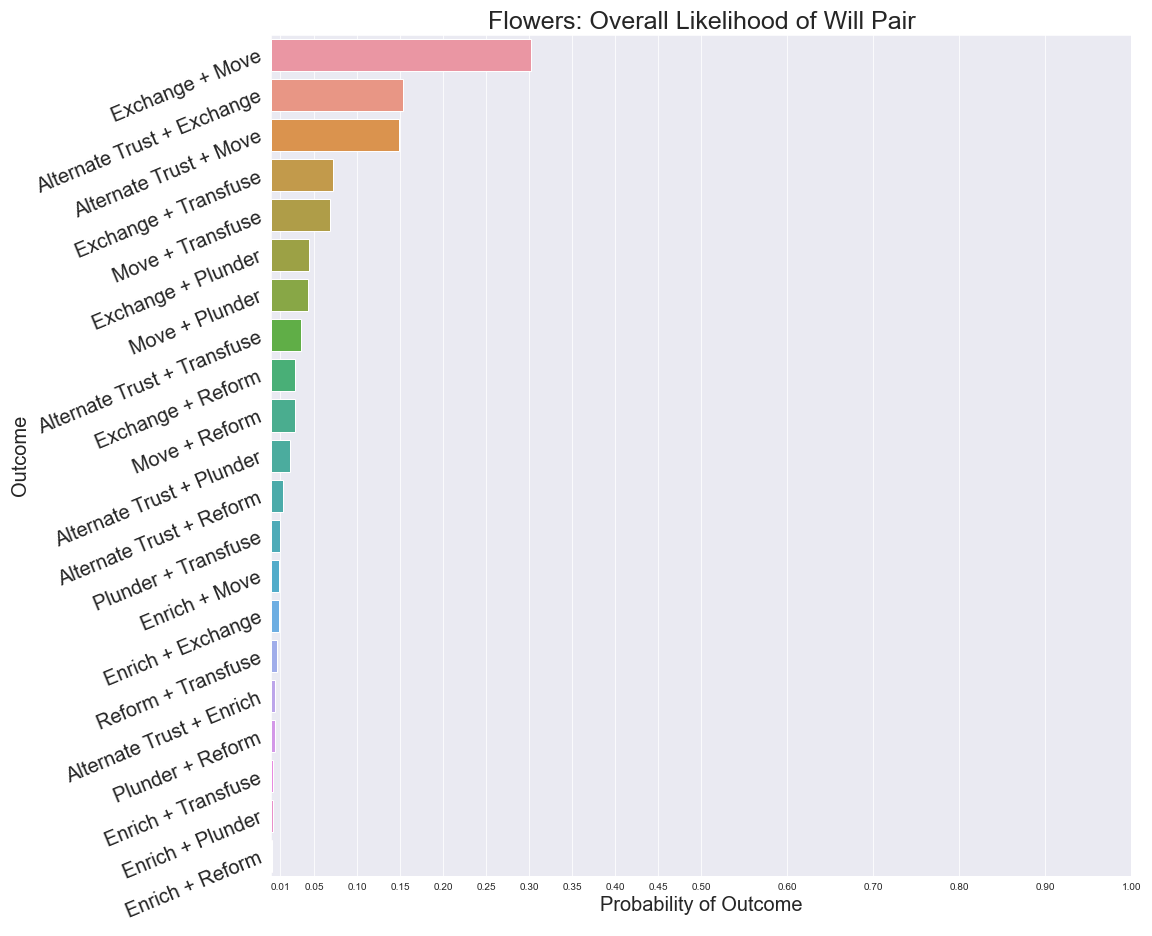 Flowers: Overall Likelihood of Will Pair
Outcome
Exchange + Move
Alternate Trust + Exchange
Alternate Trust + Move
Exchange + Transfuse
Move + Transfuse
Exchange + Plunder
Move + Plunder
Alternate Trust + Transfuse
Exchange + Reform
Move + Reform
Alternate Trust + Plunder
Alternate Trust + Reform
Plunder + Transfuse
Enrich + Move
Enrich + Exchange
Reform + Transfuse
Alternate Trust + Enrich
Plunder + Reform
Enrich + Transfuse
Enrich + Plunder
Enrich + Reform
0.01 0.05 0.10 0.15 0.20 0.25 0.30 0.35 0.40 0.45 0.50 0.60 0.70 0.80 0.90 1.00
Probability of Outcome